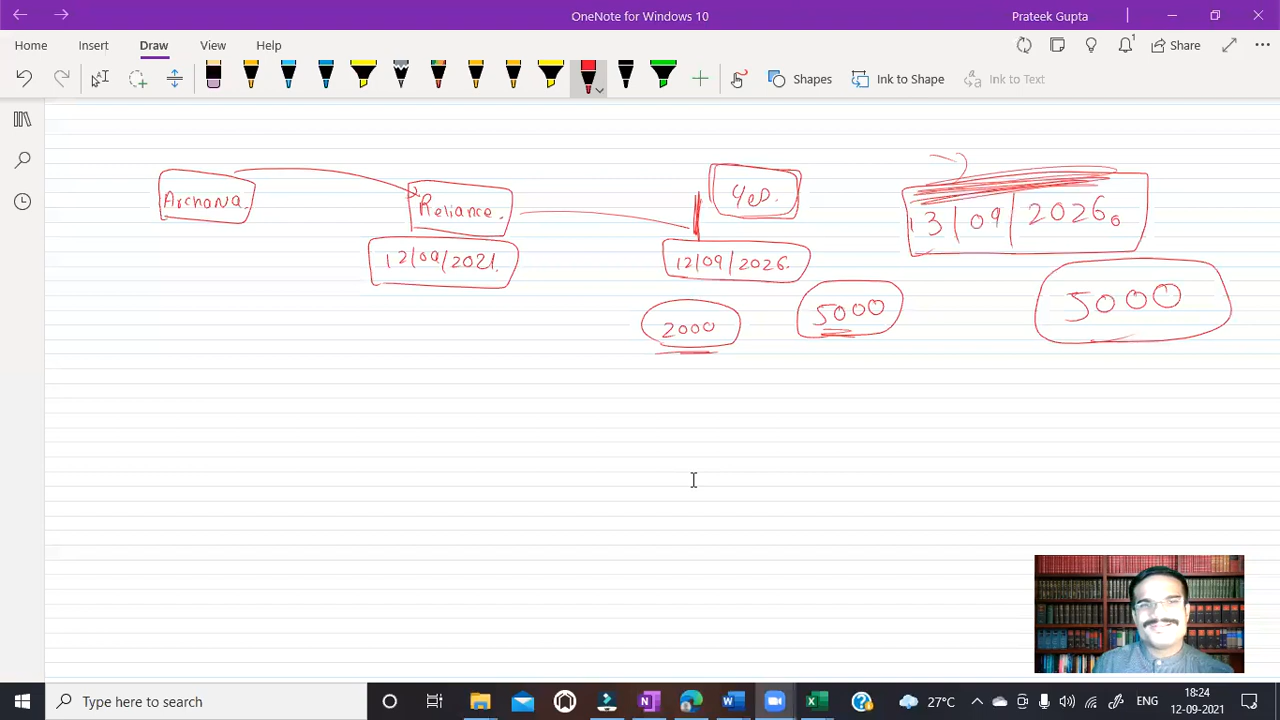 OneNote for Windows 10
Prateek Gupta
Home Insert Draw View Help
Share
Shapes
Ink to Shape
Ink to Text
Archana.
Reliance.
Yes.
13/09/2026.
12/09/2021.
12/09/2026.
2000
5000
5000
Type here to search
27°C
ENG
18:24
12-09-2021